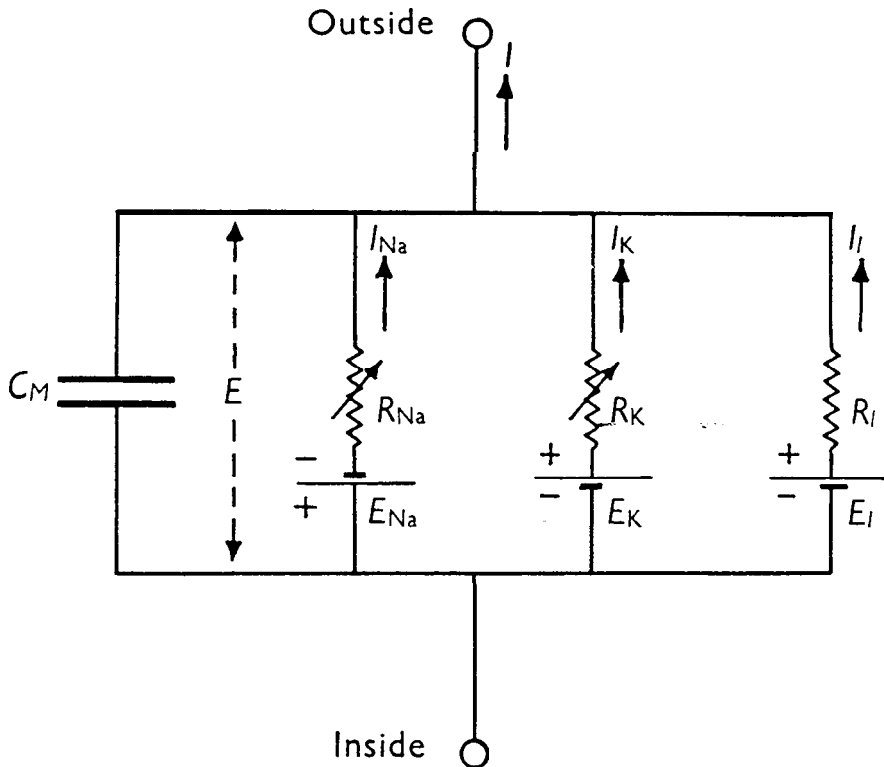 Outside
I
I_Na
I_K
I_l
C_M
E
R_Na
R_K
R_l
−
+
+
+
−
−
E_Na
E_K
E_l
Inside